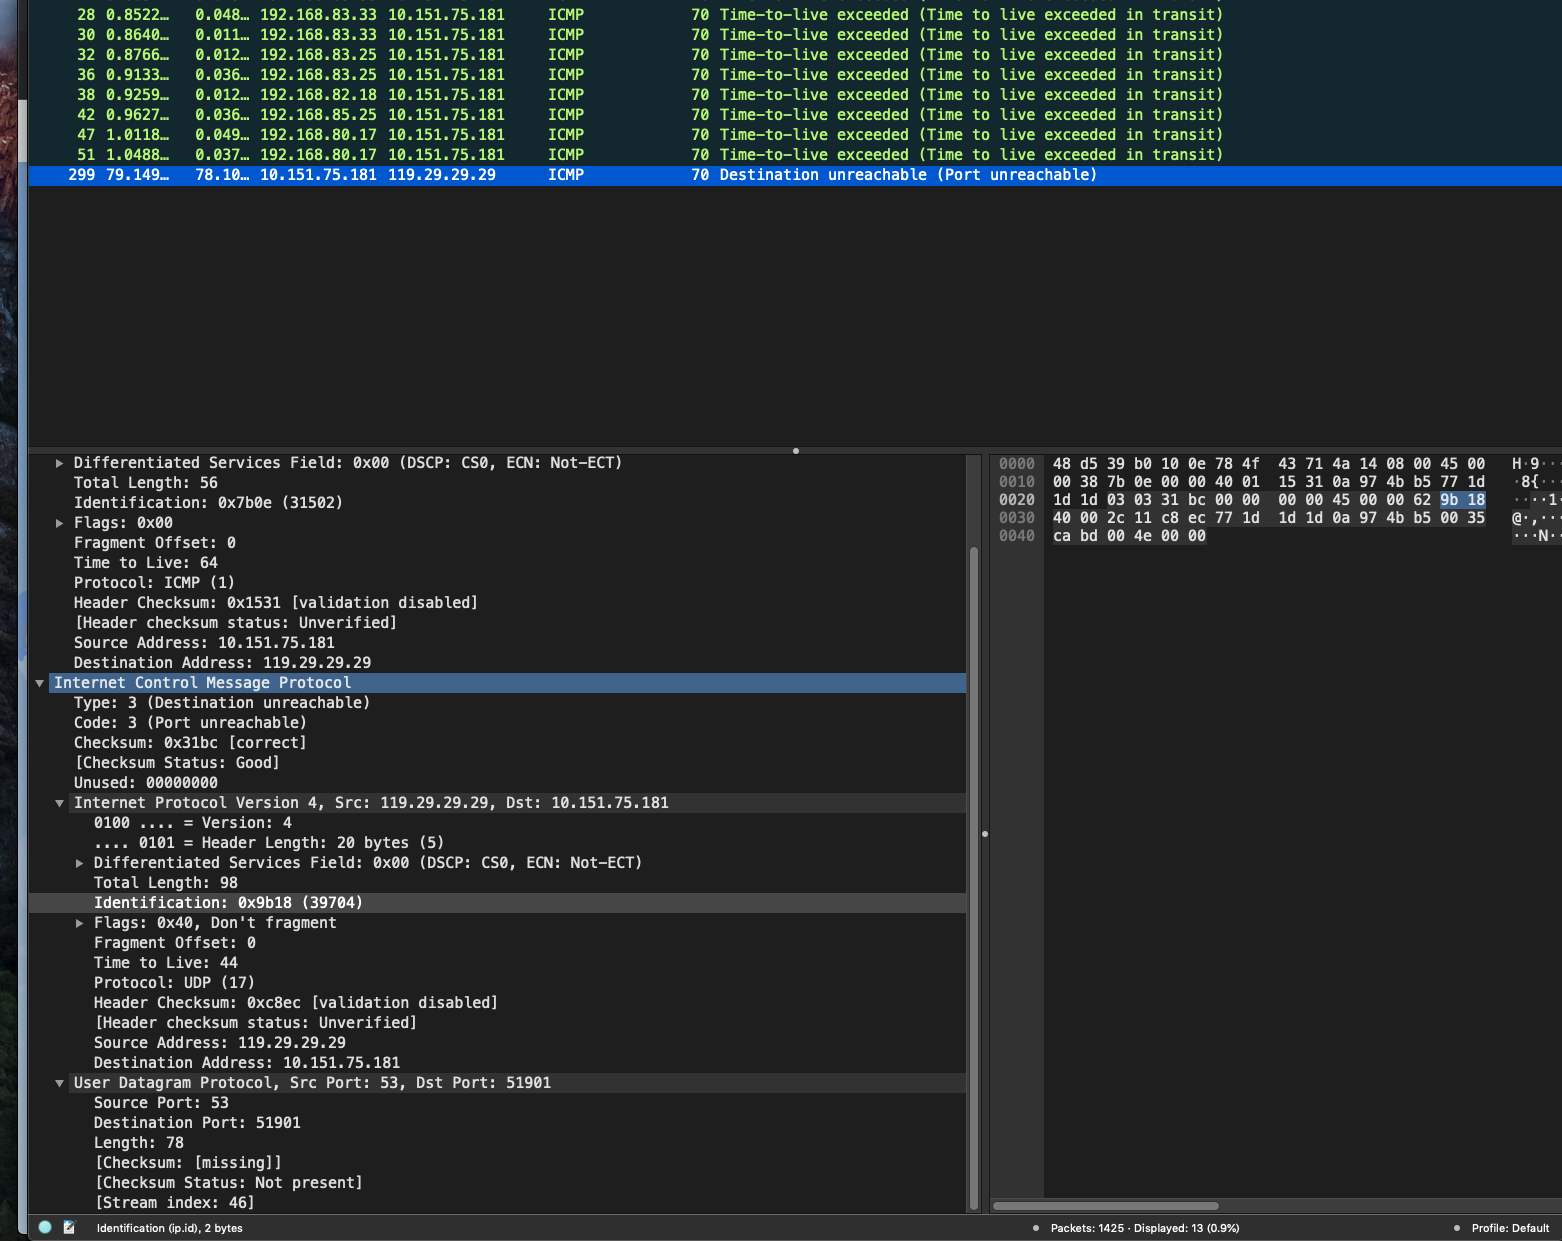 28 0.8522… 0.048… 192.168.83.33 10.151.75.181 ICMP 70 Time-to-live exceeded (Time to live exceeded in transit)
30 0.8640… 0.011… 192.168.83.33 10.151.75.181 ICMP 70 Time-to-live exceeded (Time to live exceeded in transit)
32 0.8766… 0.012… 192.168.83.25 10.151.75.181 ICMP 70 Time-to-live exceeded (Time to live exceeded in transit)
36 0.9133… 0.036… 192.168.83.25 10.151.75.181 ICMP 70 Time-to-live exceeded (Time to live exceeded in transit)
38 0.9259… 0.012… 192.168.82.18 10.151.75.181 ICMP 70 Time-to-live exceeded (Time to live exceeded in transit)
42 0.9627… 0.036… 192.168.85.25 10.151.75.181 ICMP 70 Time-to-live exceeded (Time to live exceeded in transit)
47 1.0118… 0.049… 192.168.80.17 10.151.75.181 ICMP 70 Time-to-live exceeded (Time to live exceeded in transit)
51 1.0488… 0.037… 192.168.80.17 10.151.75.181 ICMP 70 Time-to-live exceeded (Time to live exceeded in transit)
299 79.149… 78.10… 10.151.75.181 119.29.29.29 ICMP 70 Destination unreachable (Port unreachable)
Differentiated Services Field: 0x00 (DSCP: CS0, ECN: Not-ECT)
Total Length: 56
Identification: 0x7b0e (31502)
Flags: 0x00
Fragment Offset: 0
Time to Live: 64
Protocol: ICMP (1)
Header Checksum: 0x1531 [validation disabled]
[Header checksum status: Unverified]
Source Address: 10.151.75.181
Destination Address: 119.29.29.29
Internet Control Message Protocol
Type: 3 (Destination unreachable)
Code: 3 (Port unreachable)
Checksum: 0x31bc [correct]
[Checksum Status: Good]
Unused: 00000000
Internet Protocol Version 4, Src: 119.29.29.29, Dst: 10.151.75.181
0100 .... = Version: 4
.... 0101 = Header Length: 20 bytes (5)
Differentiated Services Field: 0x00 (DSCP: CS0, ECN: Not-ECT)
Total Length: 98
Identification: 0x9b18 (39704)
Flags: 0x40, Don't fragment
Fragment Offset: 0
Time to Live: 44
Protocol: UDP (17)
Header Checksum: 0xc8ec [validation disabled]
[Header checksum status: Unverified]
Source Address: 119.29.29.29
Destination Address: 10.151.75.181
User Datagram Protocol, Src Port: 53, Dst Port: 51901
Source Port: 53
Destination Port: 51901
Length: 78
[Checksum: [missing]]
[Checksum Status: Not present]
[Stream index: 46]
0000 48 d5 39 b0 10 0e 78 4f 43 71 4a 14 08 00 45 00 H·9···
0010 00 38 7b 0e 00 00 40 01 15 31 0a 97 4b b5 77 1d ·8{···
0020 1d 1d 03 03 31 bc 00 00 00 00 45 00 00 62 9b 18 ····1·
0030 40 00 2c 11 c8 ec 77 1d 1d 1d 0a 97 4b b5 00 35 @·,···
0040 ca bd 00 4e 00 00 ···N··
Identification (ip.id), 2 bytes
Packets: 1425 · Displayed: 13 (0.9%)
Profile: Default